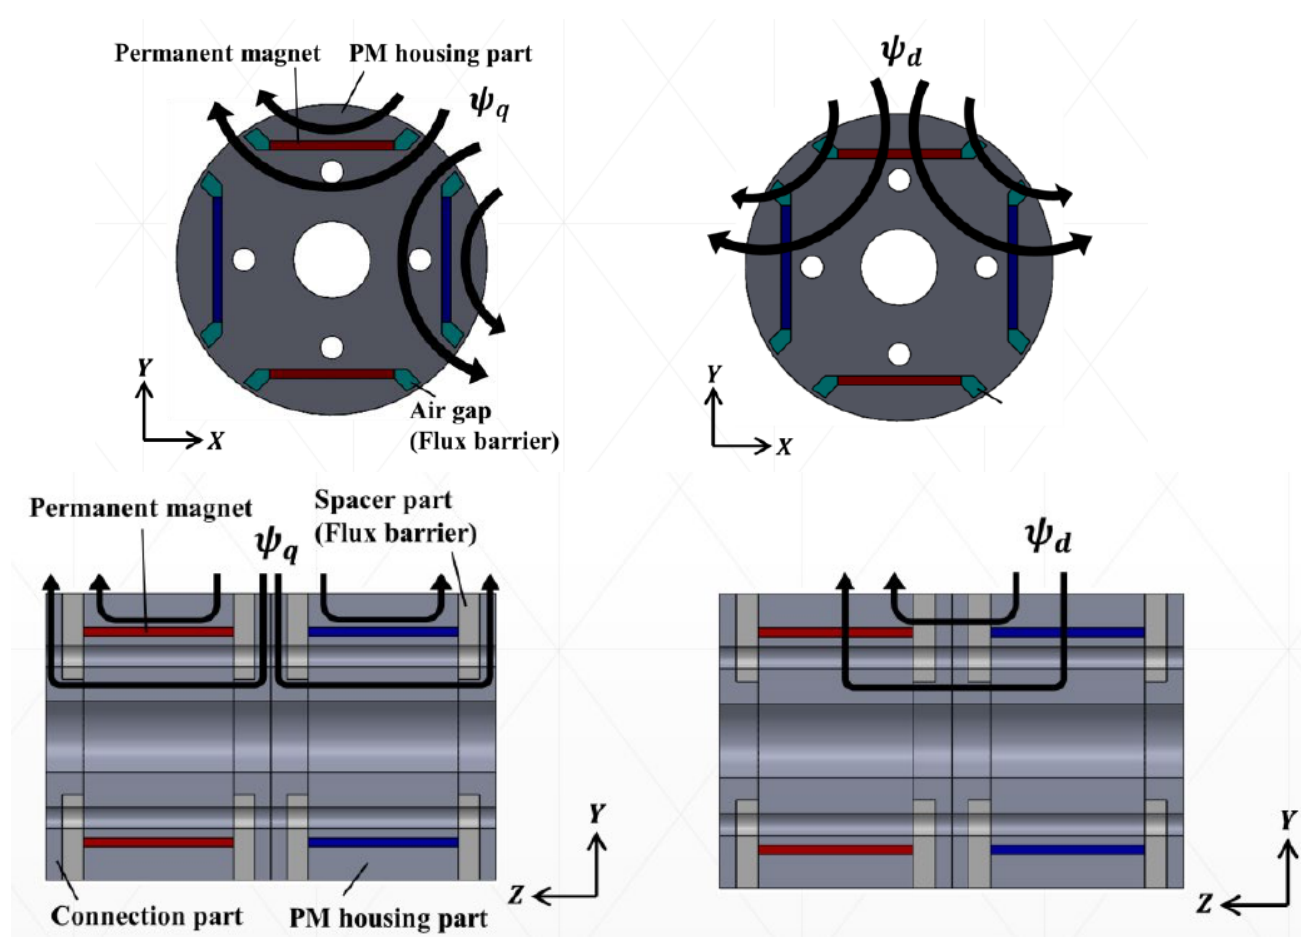 Permanent magnet
PM housing part
ψq
ψd
Y
X
Air gap
(Flux barrier)
Y
X
Permanent magnet
Spacer part
(Flux barrier)
ψq
ψd
Y
Z
Connection part
PM housing part
Y
Z